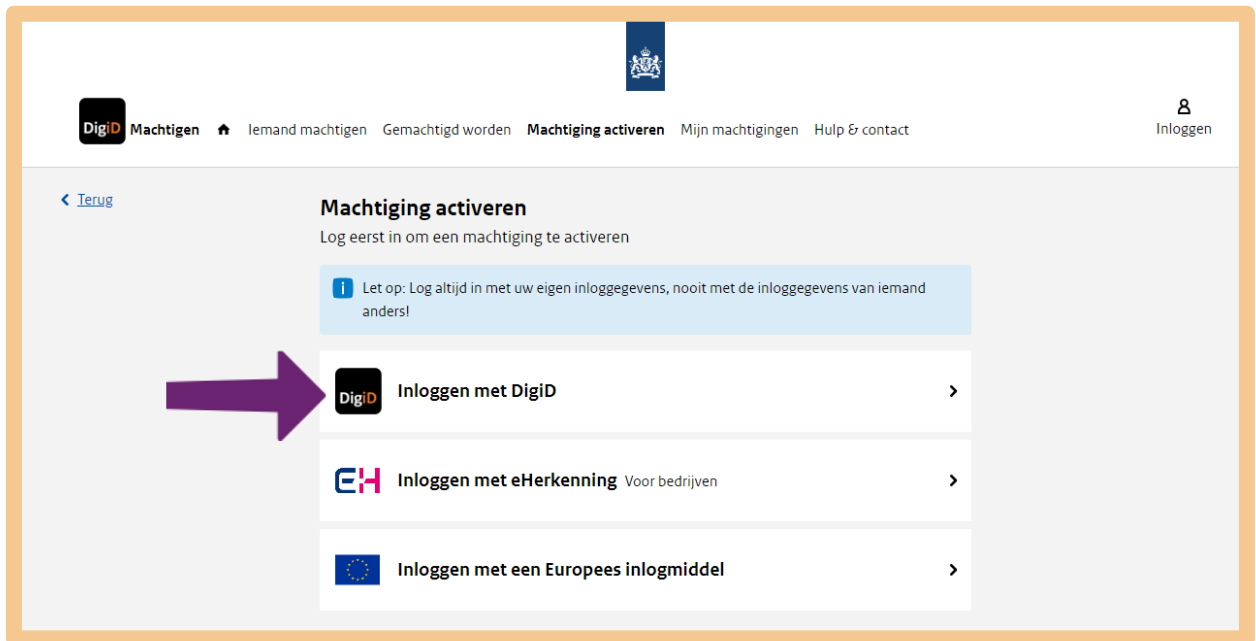 DigiD Machtigen Iemand machtigen Gemachtigd worden Machtiging activeren Mijn machtigingen Hulp & contact Inloggen
Terug
Machtiging activeren
Log eerst in om een machtiging te activeren
i Let op: Log altijd in met uw eigen inloggegevens, nooit met de inloggegevens van iemand
anders!
DigiD Inloggen met DigiD
EH Inloggen met eHerkenning Voor bedrijven
Inloggen met een Europees inlogmiddel